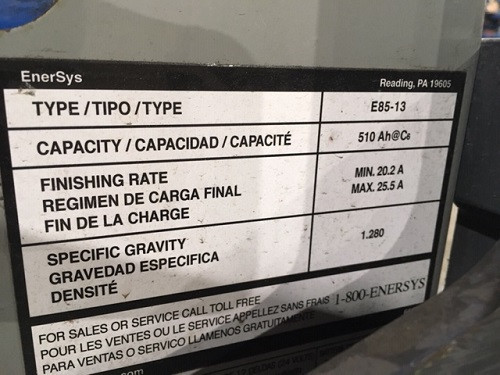 EnerSys Reading, PA 19605
TYPE / TIPO / TYPE E85-13
CAPACITY / CAPACIDAD / CAPACITÉ 510 Ah@C6
FINISHING RATE MIN. 20.2 A
REGIMEN DE CARGA FINAL MAX. 25.5 A
FIN DE LA CHARGE
SPECIFIC GRAVITY
GRAVEDAD ESPECIFICA 1.280
DENSITÉ
FOR SALES OR SERVICE CALL TOLL FREE
POUR LES VENTES OU LE SERVICE APPELLEZ SANS FRAIS 1-800-ENERSYS
PARA VENTAS O SERVICO LLAMENOS GRATUITAMENTE
.com